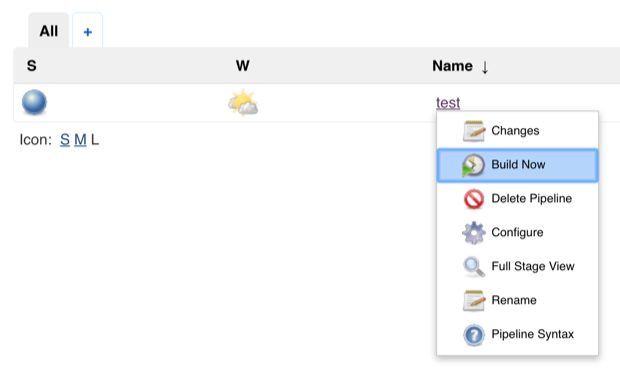 All +
S W Name ↓
test
Icon: S M L
Changes
Build Now
Delete Pipeline
Configure
Full Stage View
Rename
Pipeline Syntax